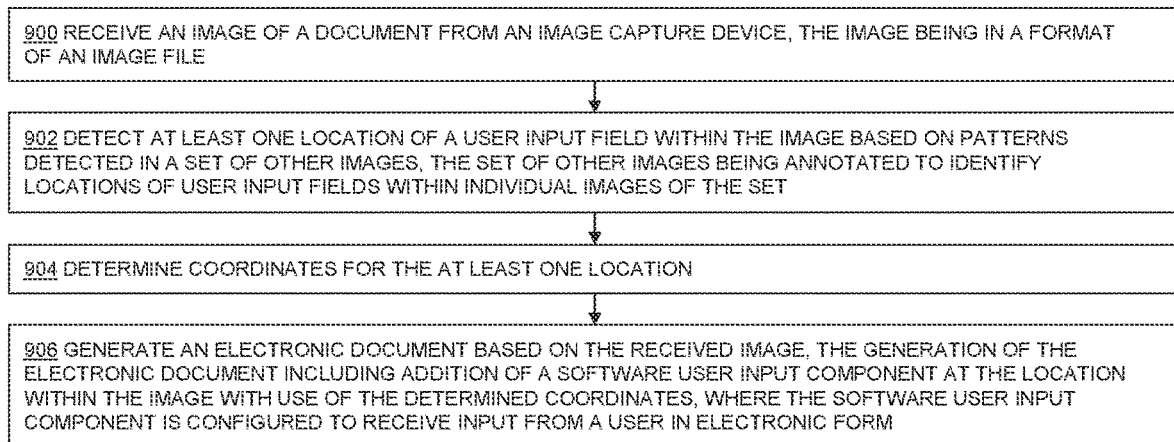 900 RECEIVE AN IMAGE OF A DOCUMENT FROM AN IMAGE CAPTURE DEVICE, THE IMAGE BEING IN A FORMAT
OF AN IMAGE FILE
902 DETECT AT LEAST ONE LOCATION OF A USER INPUT FIELD WITHIN THE IMAGE BASED ON PATTERNS
DETECTED IN A SET OF OTHER IMAGES, THE SET OF OTHER IMAGES BEING ANNOTATED TO IDENTIFY
LOCATIONS OF USER INPUT FIELDS WITHIN INDIVIDUAL IMAGES OF THE SET
904 DETERMINE COORDINATES FOR THE AT LEAST ONE LOCATION
906 GENERATE AN ELECTRONIC DOCUMENT BASED ON THE RECEIVED IMAGE, THE GENERATION OF THE
ELECTRONIC DOCUMENT INCLUDING ADDITION OF A SOFTWARE USER INPUT COMPONENT AT THE LOCATION
WITHIN THE IMAGE WITH USE OF THE DETERMINED COORDINATES, WHERE THE SOFTWARE USER INPUT
COMPONENT IS CONFIGURED TO RECEIVE INPUT FROM A USER IN ELECTRONIC FORM